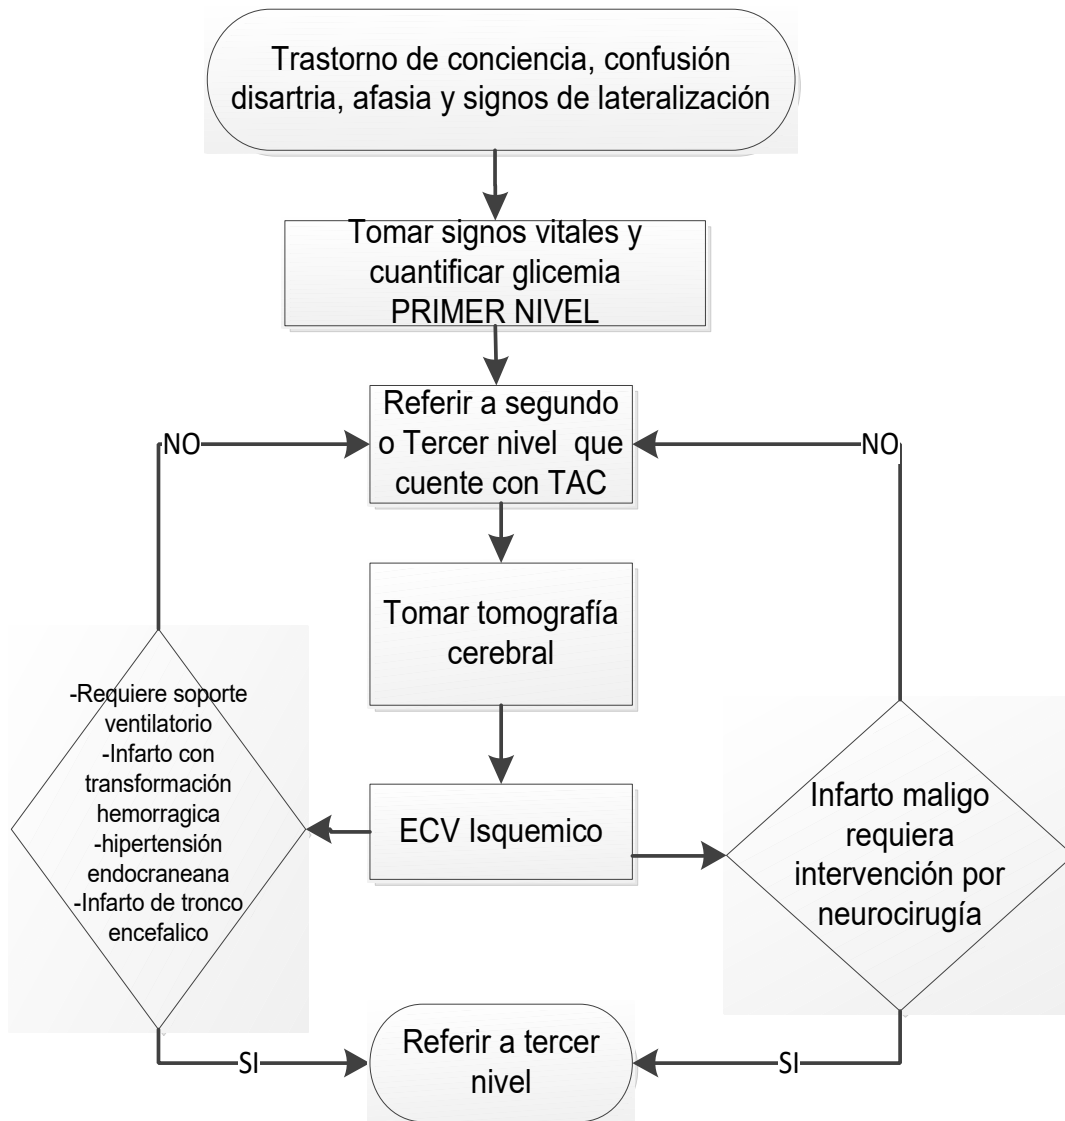 Trastorno de conciencia, confusión
disartria, afasia y signos de lateralización
Tomar signos vitales y
cuantificar glicemia
PRIMER NIVEL
Referir a segundo
o Tercer nivel que
cuente con TAC
NO
NO
Tomar tomografía
cerebral
-Requiere soporte
ventilatorio
-Infarto con
transformación
hemorragica
-hipertensión
endocraneana
-Infarto de tronco
encefalico
ECV Isquemico
Infarto maligo
requiera
intervención por
neurocirugía
SI
Referir a tercer
nivel
SI